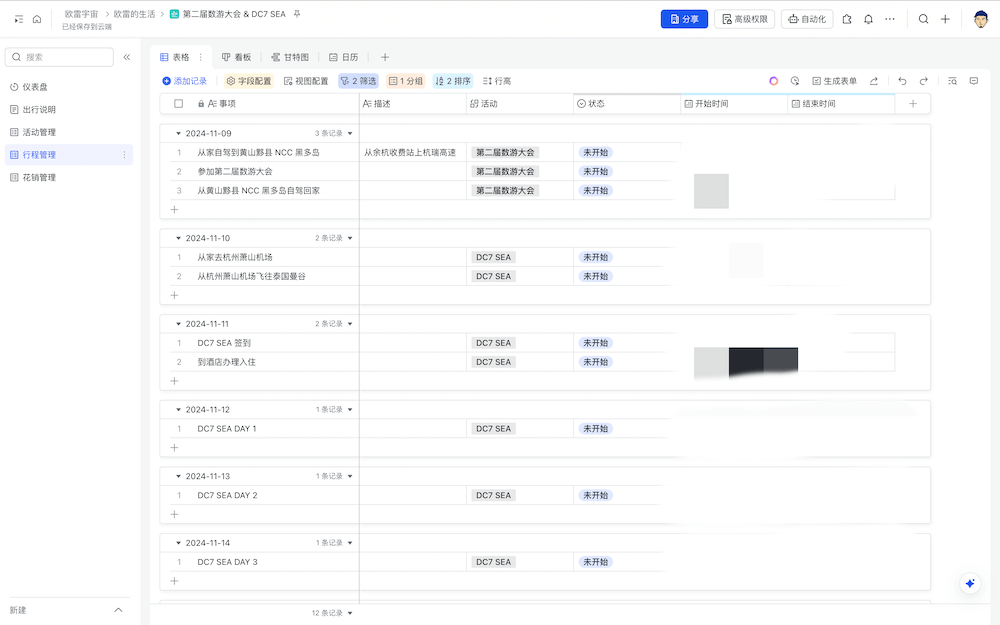 欧雷宇宙 > 欧雷的生活 > 第二届数游大会 & DC7 SEA
已经保存到云端
分享 高级权限 自动化
搜索
仪表盘
出行说明
活动管理
行程管理
花销管理
新建
表格 看板 甘特图 日历
添加记录 字段配置 视图配置 2 筛选 1 分组 2 排序 行高 生成表单
事项 描述 活动 状态 开始时间 结束时间
2024-11-09 3 条记录
1 从家自驾到黄山黟县 NCC 黑多岛 从余杭收费站上杭瑞高速 第二届数游大会 未开始
2 参加第二届数游大会 第二届数游大会 未开始
3 从黄山黟县 NCC 黑多岛自驾回家 第二届数游大会 未开始
2024-11-10 2 条记录
1 从家去杭州萧山机场 DC7 SEA 未开始
2 从杭州萧山机场飞往泰国曼谷 DC7 SEA 未开始
2024-11-11 2 条记录
1 DC7 SEA 签到 DC7 SEA 未开始
2 到酒店办理入住 DC7 SEA 未开始
2024-11-12 1 条记录
1 DC7 SEA DAY 1 DC7 SEA 未开始
2024-11-13 1 条记录
1 DC7 SEA DAY 2 DC7 SEA 未开始
2024-11-14 1 条记录
1 DC7 SEA DAY 3 DC7 SEA 未开始
12 条记录